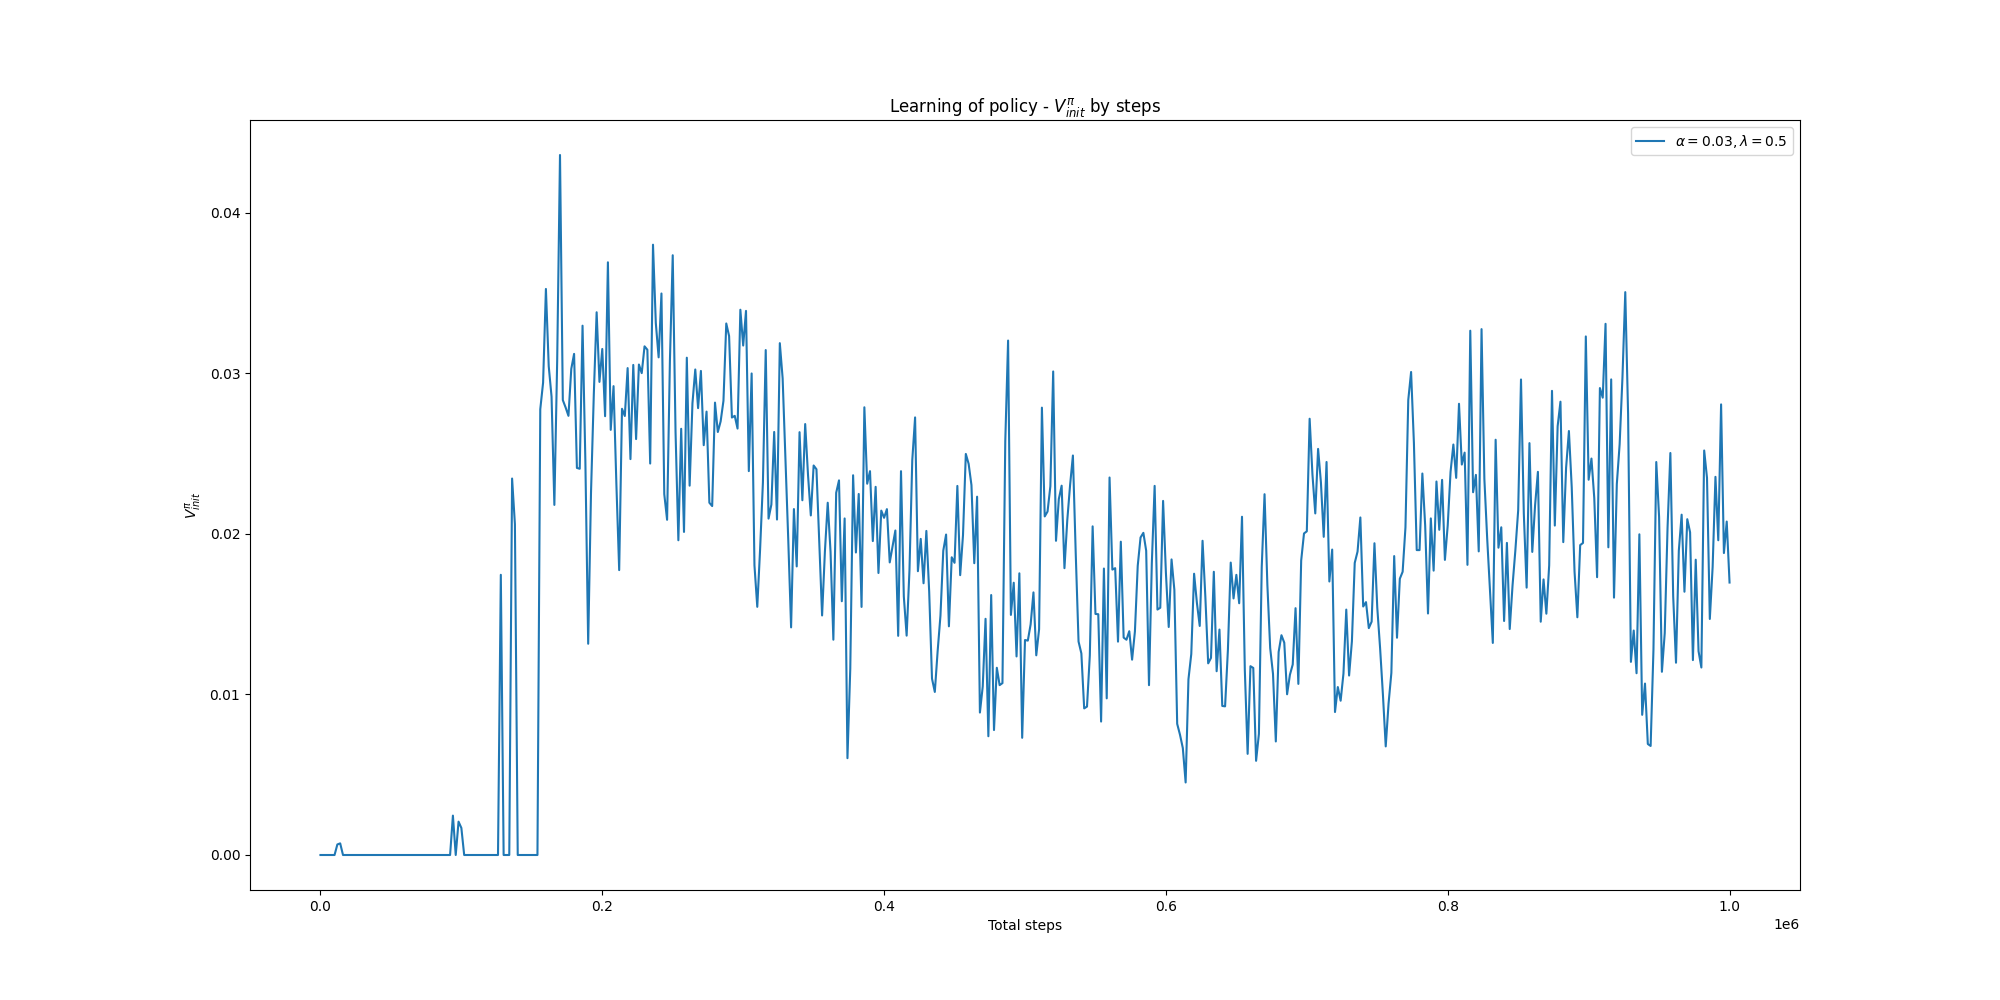 Learning of policy - $V_{init}^{\pi}$ by steps
α = 0.03, λ = 0.5
0.04
0.03
0.02
0.01
0.00
$V_{init}^{\pi}$
0.0 0.2 0.4 0.6 0.8 1.0
Total steps
1e6